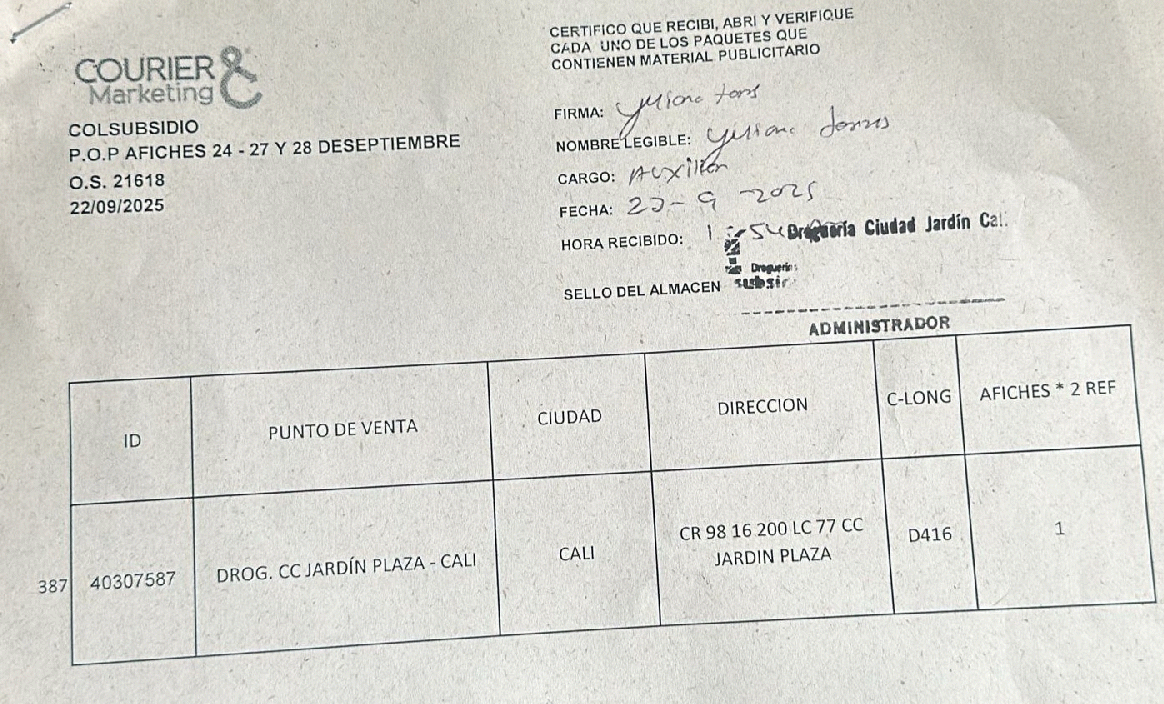 COURIER &
Marketing
COLSUBSIDIO
P.O.P AFICHES 24 - 27 Y 28 DESEPTIEMBRE
O.S. 21618
22/09/2025
CERTIFICO QUE RECIBI, ABRI Y VERIFIQUE
CADA UNO DE LOS PAQUETES QUE
CONTIENEN MATERIAL PUBLICITARIO
FIRMA:
NOMBRE LEGIBLE:
CARGO:
FECHA: 9 2025
HORA RECIBIDO:
Droguería Ciudad Jardín Cal.
SELLO DEL ALMACEN
ADMINISTRADOR
ID PUNTO DE VENTA CIUDAD DIRECCION C-LONG AFICHES * 2 REF
387 40307587 DROG. CC JARDÍN PLAZA - CALI CALI CR 98 16 200 LC 77 CC JARDIN PLAZA D416 1